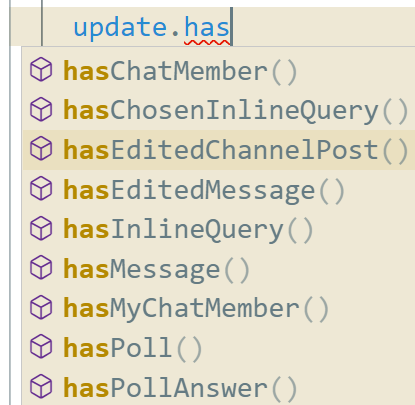 update.has
hasChatMember()
hasChosenInlineQuery()
hasEditedChannelPost()
hasEditedMessage()
hasInlineQuery()
hasMessage()
hasMyChatMember()
hasPoll()
hasPollAnswer()